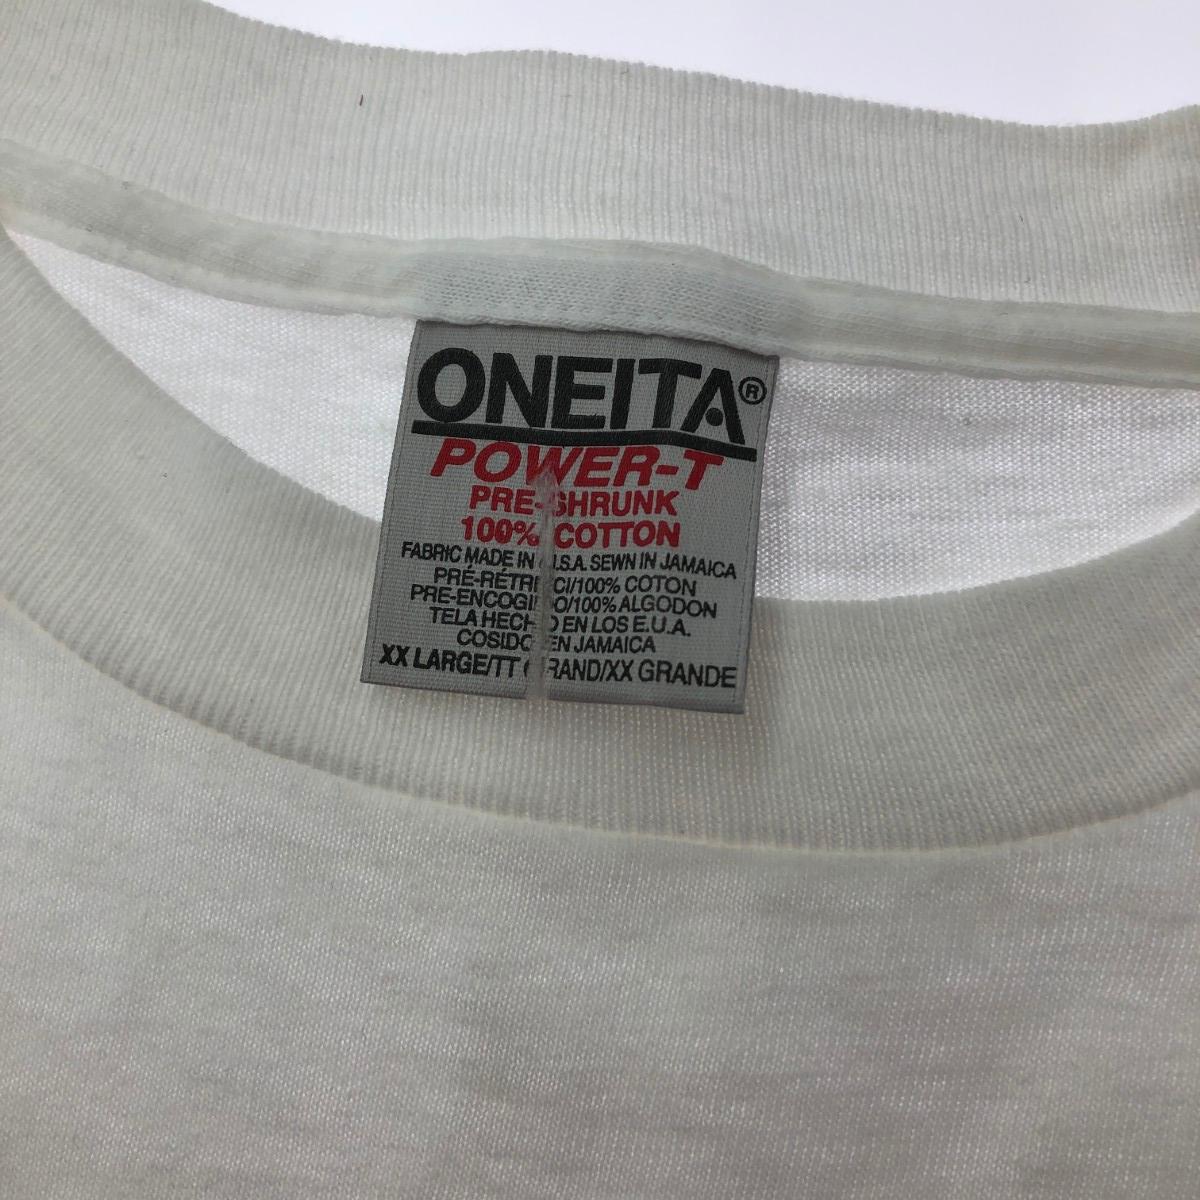 ONEITA®
POWER-T
PRE-SHRUNK
100% COTTON
FABRIC MADE IN U.S.A. SEWN IN JAMAICA
PRÉ-RÉTRÉCI/100% COTON
PRE-ENCOGIDO/100% ALGODON
TELA HECHO EN LOS E.U.A.
COSIDO EN JAMAICA
XX LARGE/TT GRAND/XX GRANDE